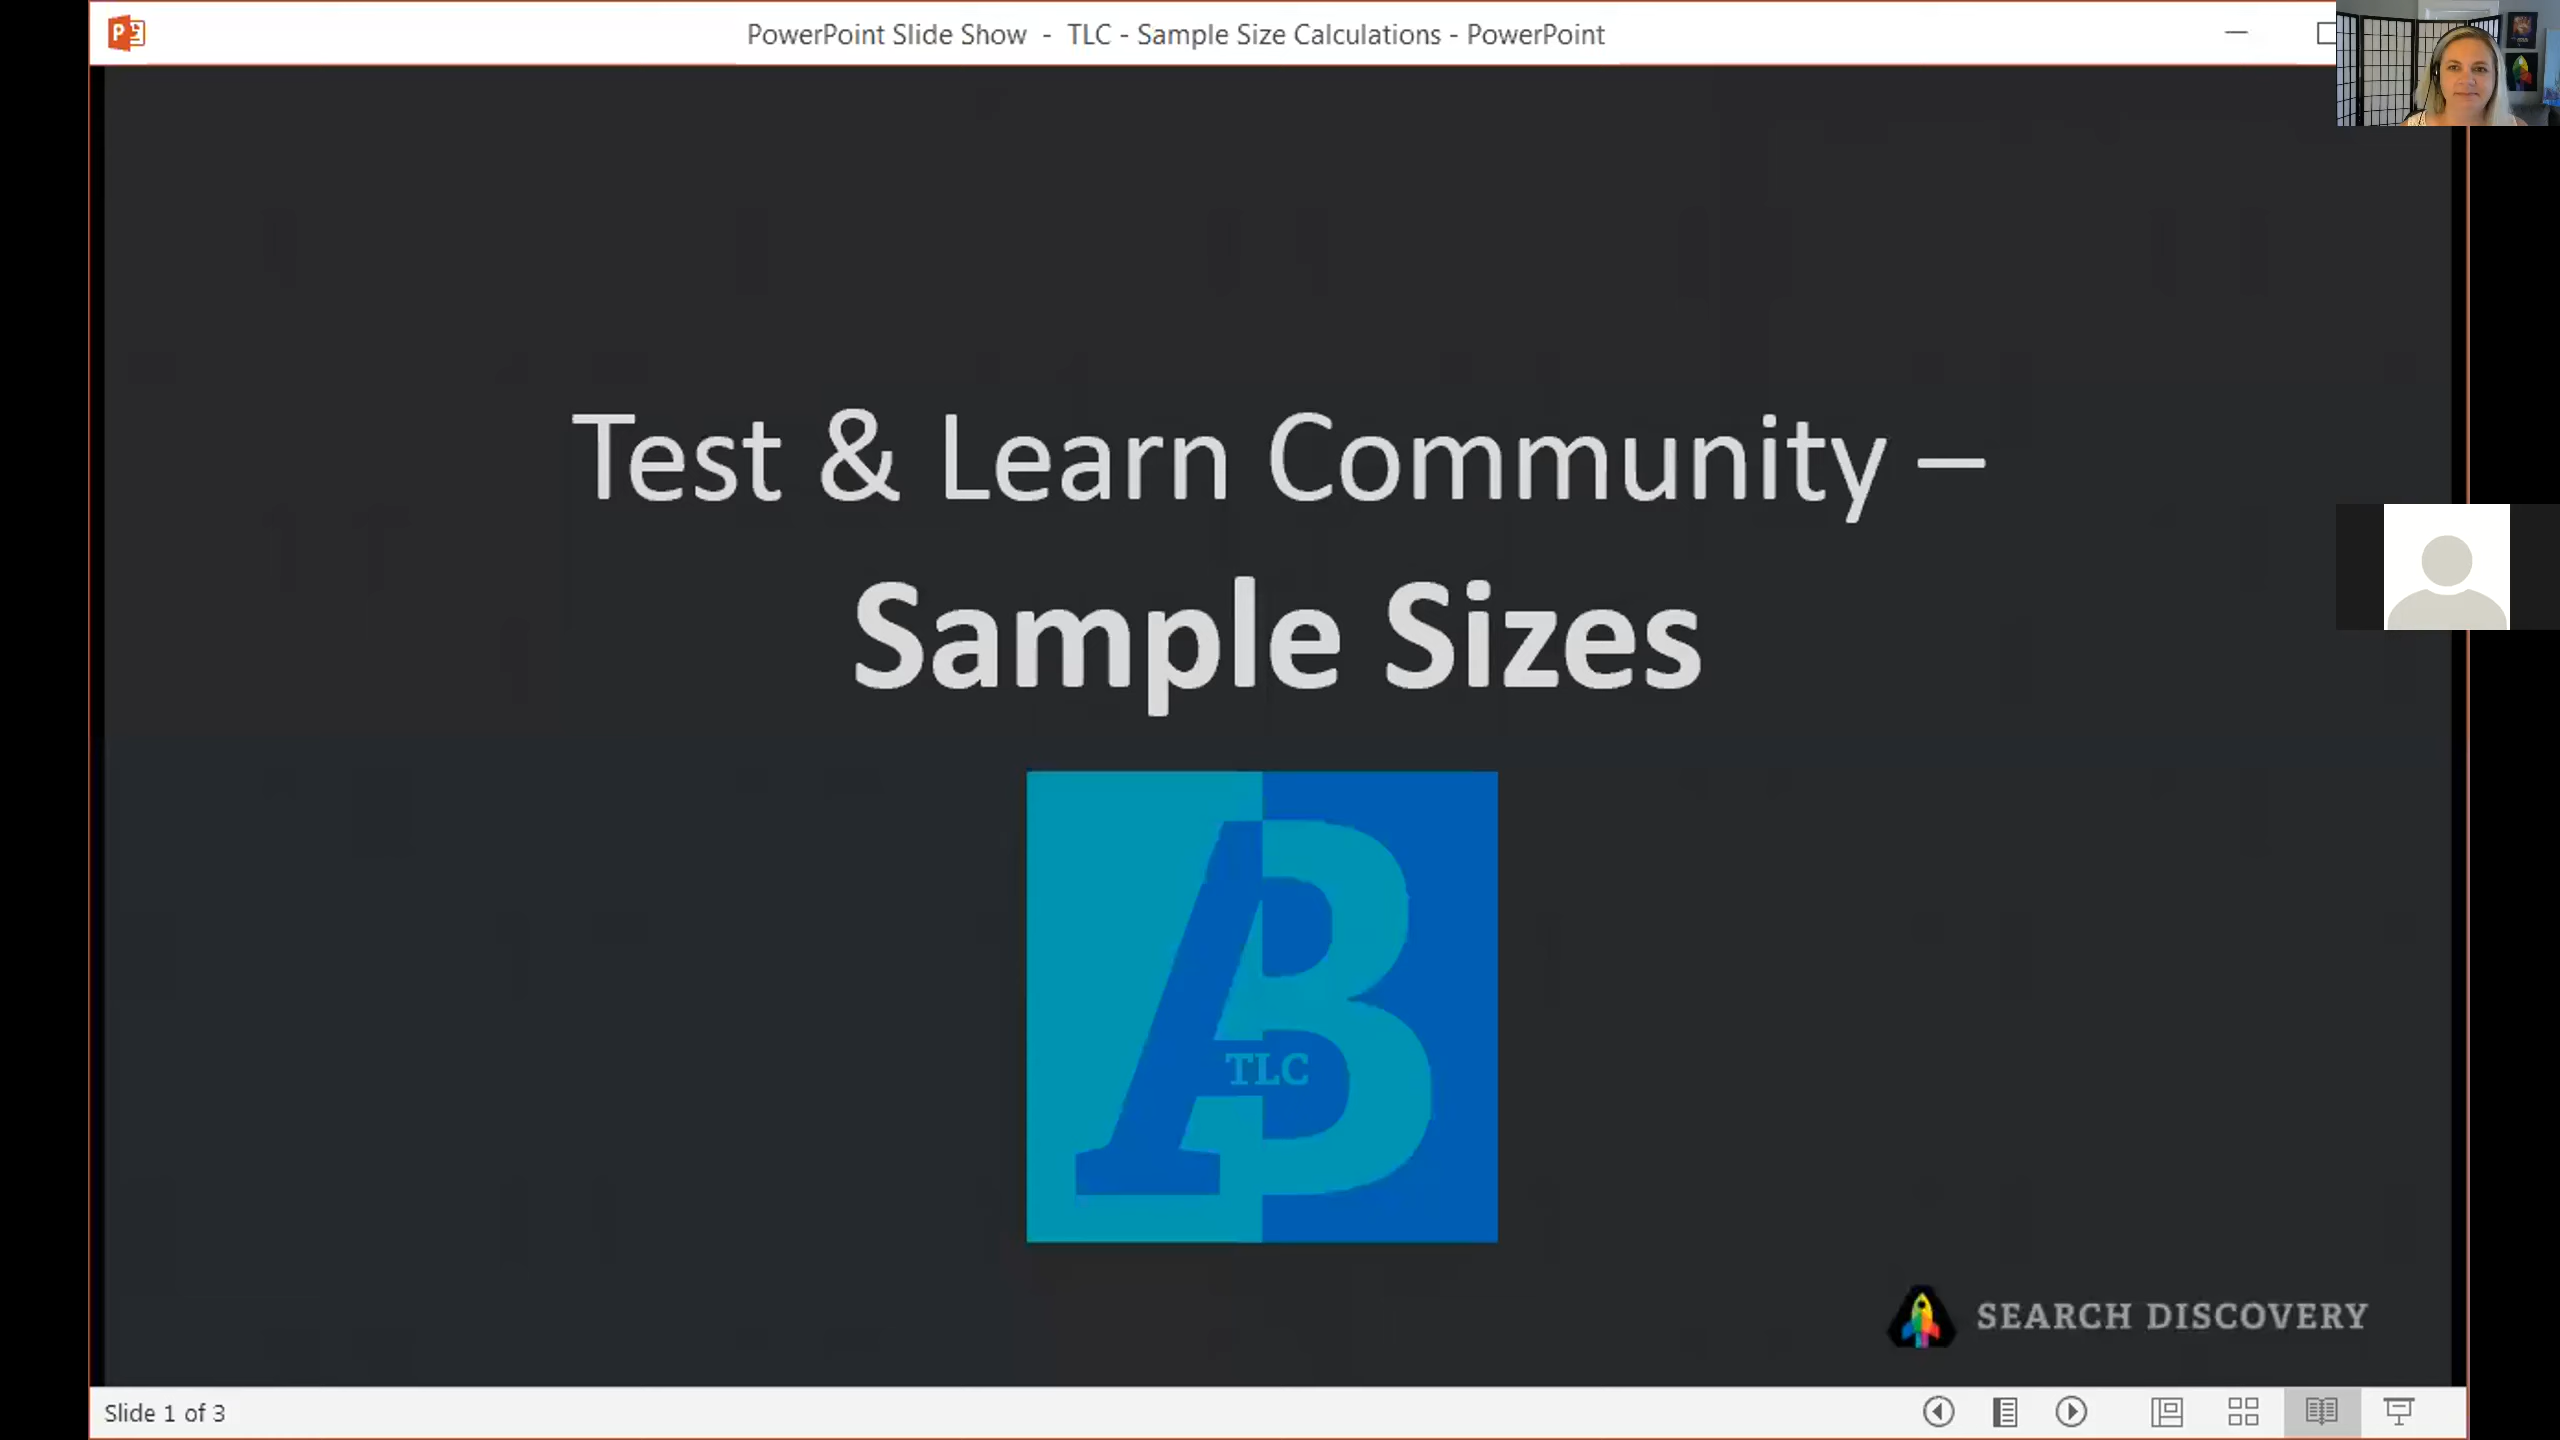 PowerPoint Slide Show - TLC - Sample Size Calculations - PowerPoint
Test & Learn Community –
Sample Sizes
AB
TLC
SEARCH DISCOVERY
Slide 1 of 3